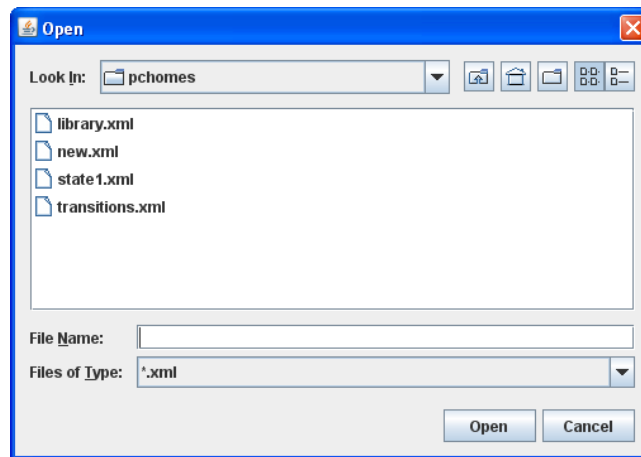 Open
Look In: pchomes
library.xml
new.xml
state1.xml
transitions.xml
File Name:
Files of Type: *.xml
Open Cancel